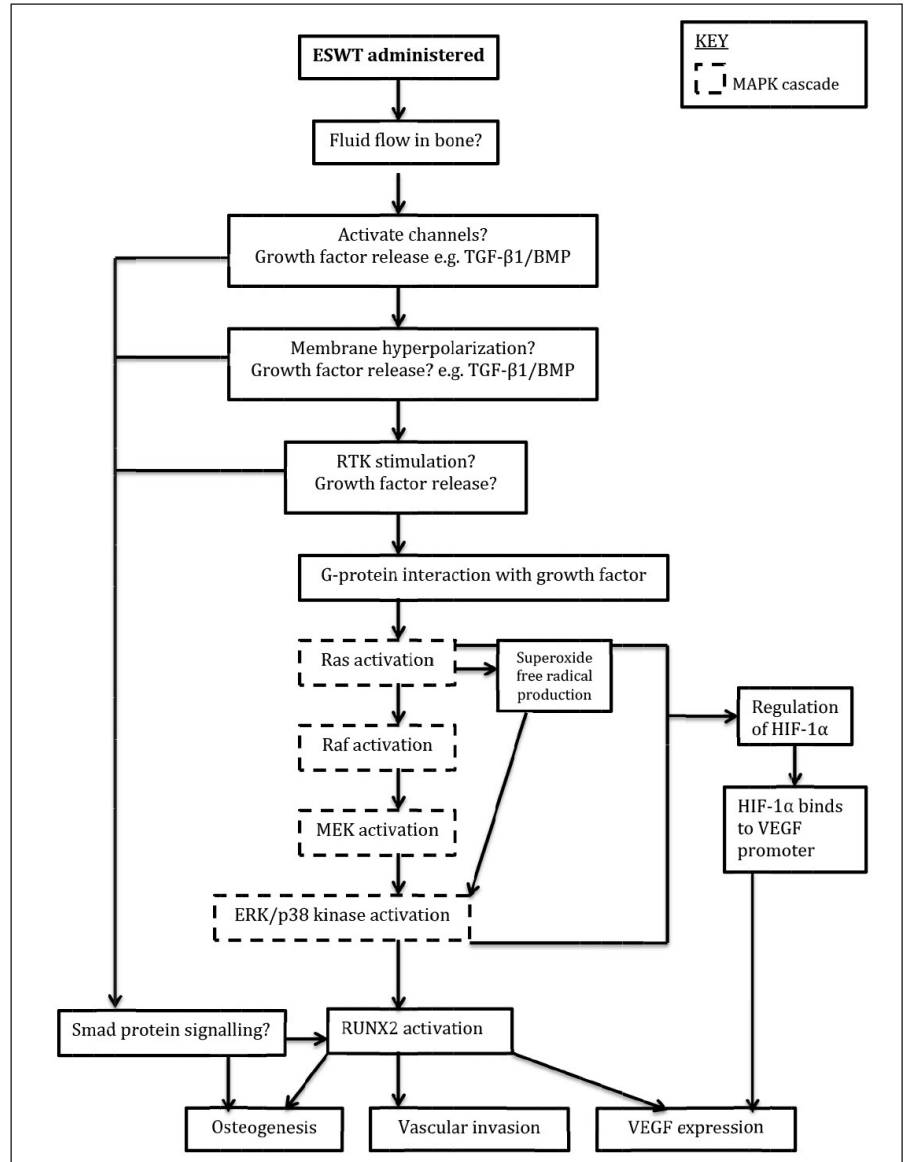 ESWT administered
KEY
MAPK cascade
Fluid flow in bone?
Activate channels?
Growth factor release e.g. TGF-β1/BMP
Membrane hyperpolarization?
Growth factor release? e.g. TGF-β1/BMP
RTK stimulation?
Growth factor release?
G-protein interaction with growth factor
Ras activation
Superoxide
free radical
production
Regulation
of HIF-1α
Raf activation
MEK activation
HIF-1α binds
to VEGF
promoter
ERK/p38 kinase activation
Smad protein signalling?
RUNX2 activation
Osteogenesis
Vascular invasion
VEGF expression